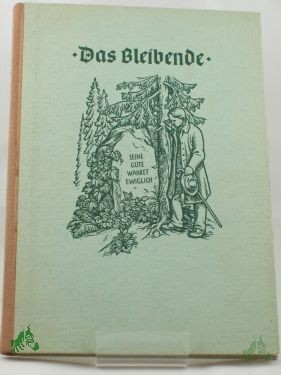 ·Das Bleibende·
SEINE
GÜTE
WÄHRET
EWIGLICH